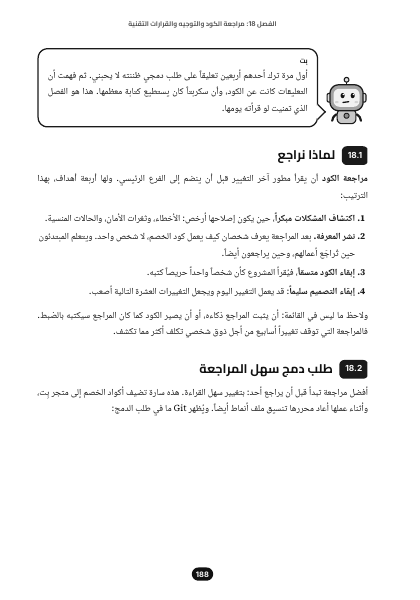 الفصل 18: مراجعة الكود والتوجيه والقرارات التقنية
بِت
أول مرة ترك أحدهم أربعين تعليقاً على طلب دمجي ظننته لا يحبني. ثم فهمت أن
التعليقات كانت عن الكود، وأن سكربتاً كان يستطيع كتابة معظمها. هذا هو الفصل
الذي تمنيت لو قرأته يومها.
18.1 لماذا نراجع
مراجعة الكود أن يقرأ مطور آخر التغيير قبل أن ينضم إلى الفرع الرئيسي. ولها أربعة أهداف، بهذا
الترتيب:
1. اكتشاف المشكلات مبكراً، حين يكون إصلاحها أرخص: الأخطاء، وثغرات الأمان، والحالات المنسية.
2. نشر المعرفة. بعد المراجعة يعرف شخصان كيف يعمل كود الخصم، لا شخص واحد. ويتعلم المبتدئون
حين تُراجَع أعمالهم، وحين يراجعون أيضاً.
3. إبقاء الكود متسقاً، فيُقرأ المشروع كأن شخصاً واحداً حريصاً كتبه.
4. إبقاء التصميم سليماً: قد يعمل التغيير اليوم ويجعل التغييرات العشرة التالية أصعب.
ولاحظ ما ليس في القائمة: أن يثبت المراجع ذكاءه، أو أن يصير الكود كما كان المراجع سيكتبه بالضبط.
فالمراجعة التي توقف تغييراً أسابيع من أجل ذوق شخصي تكلف أكثر مما تكشف.
18.2 طلب دمج سهل المراجعة
أفضل مراجعة تبدأ قبل أن يراجع أحد: بتغيير سهل القراءة. هذه سارة تضيف أكواد الخصم إلى متجر بِت،
وأثناء عملها أعاد محررها تنسيق ملف أنماط أيضاً. ويُظهر Git ما في طلب الدمج:
188